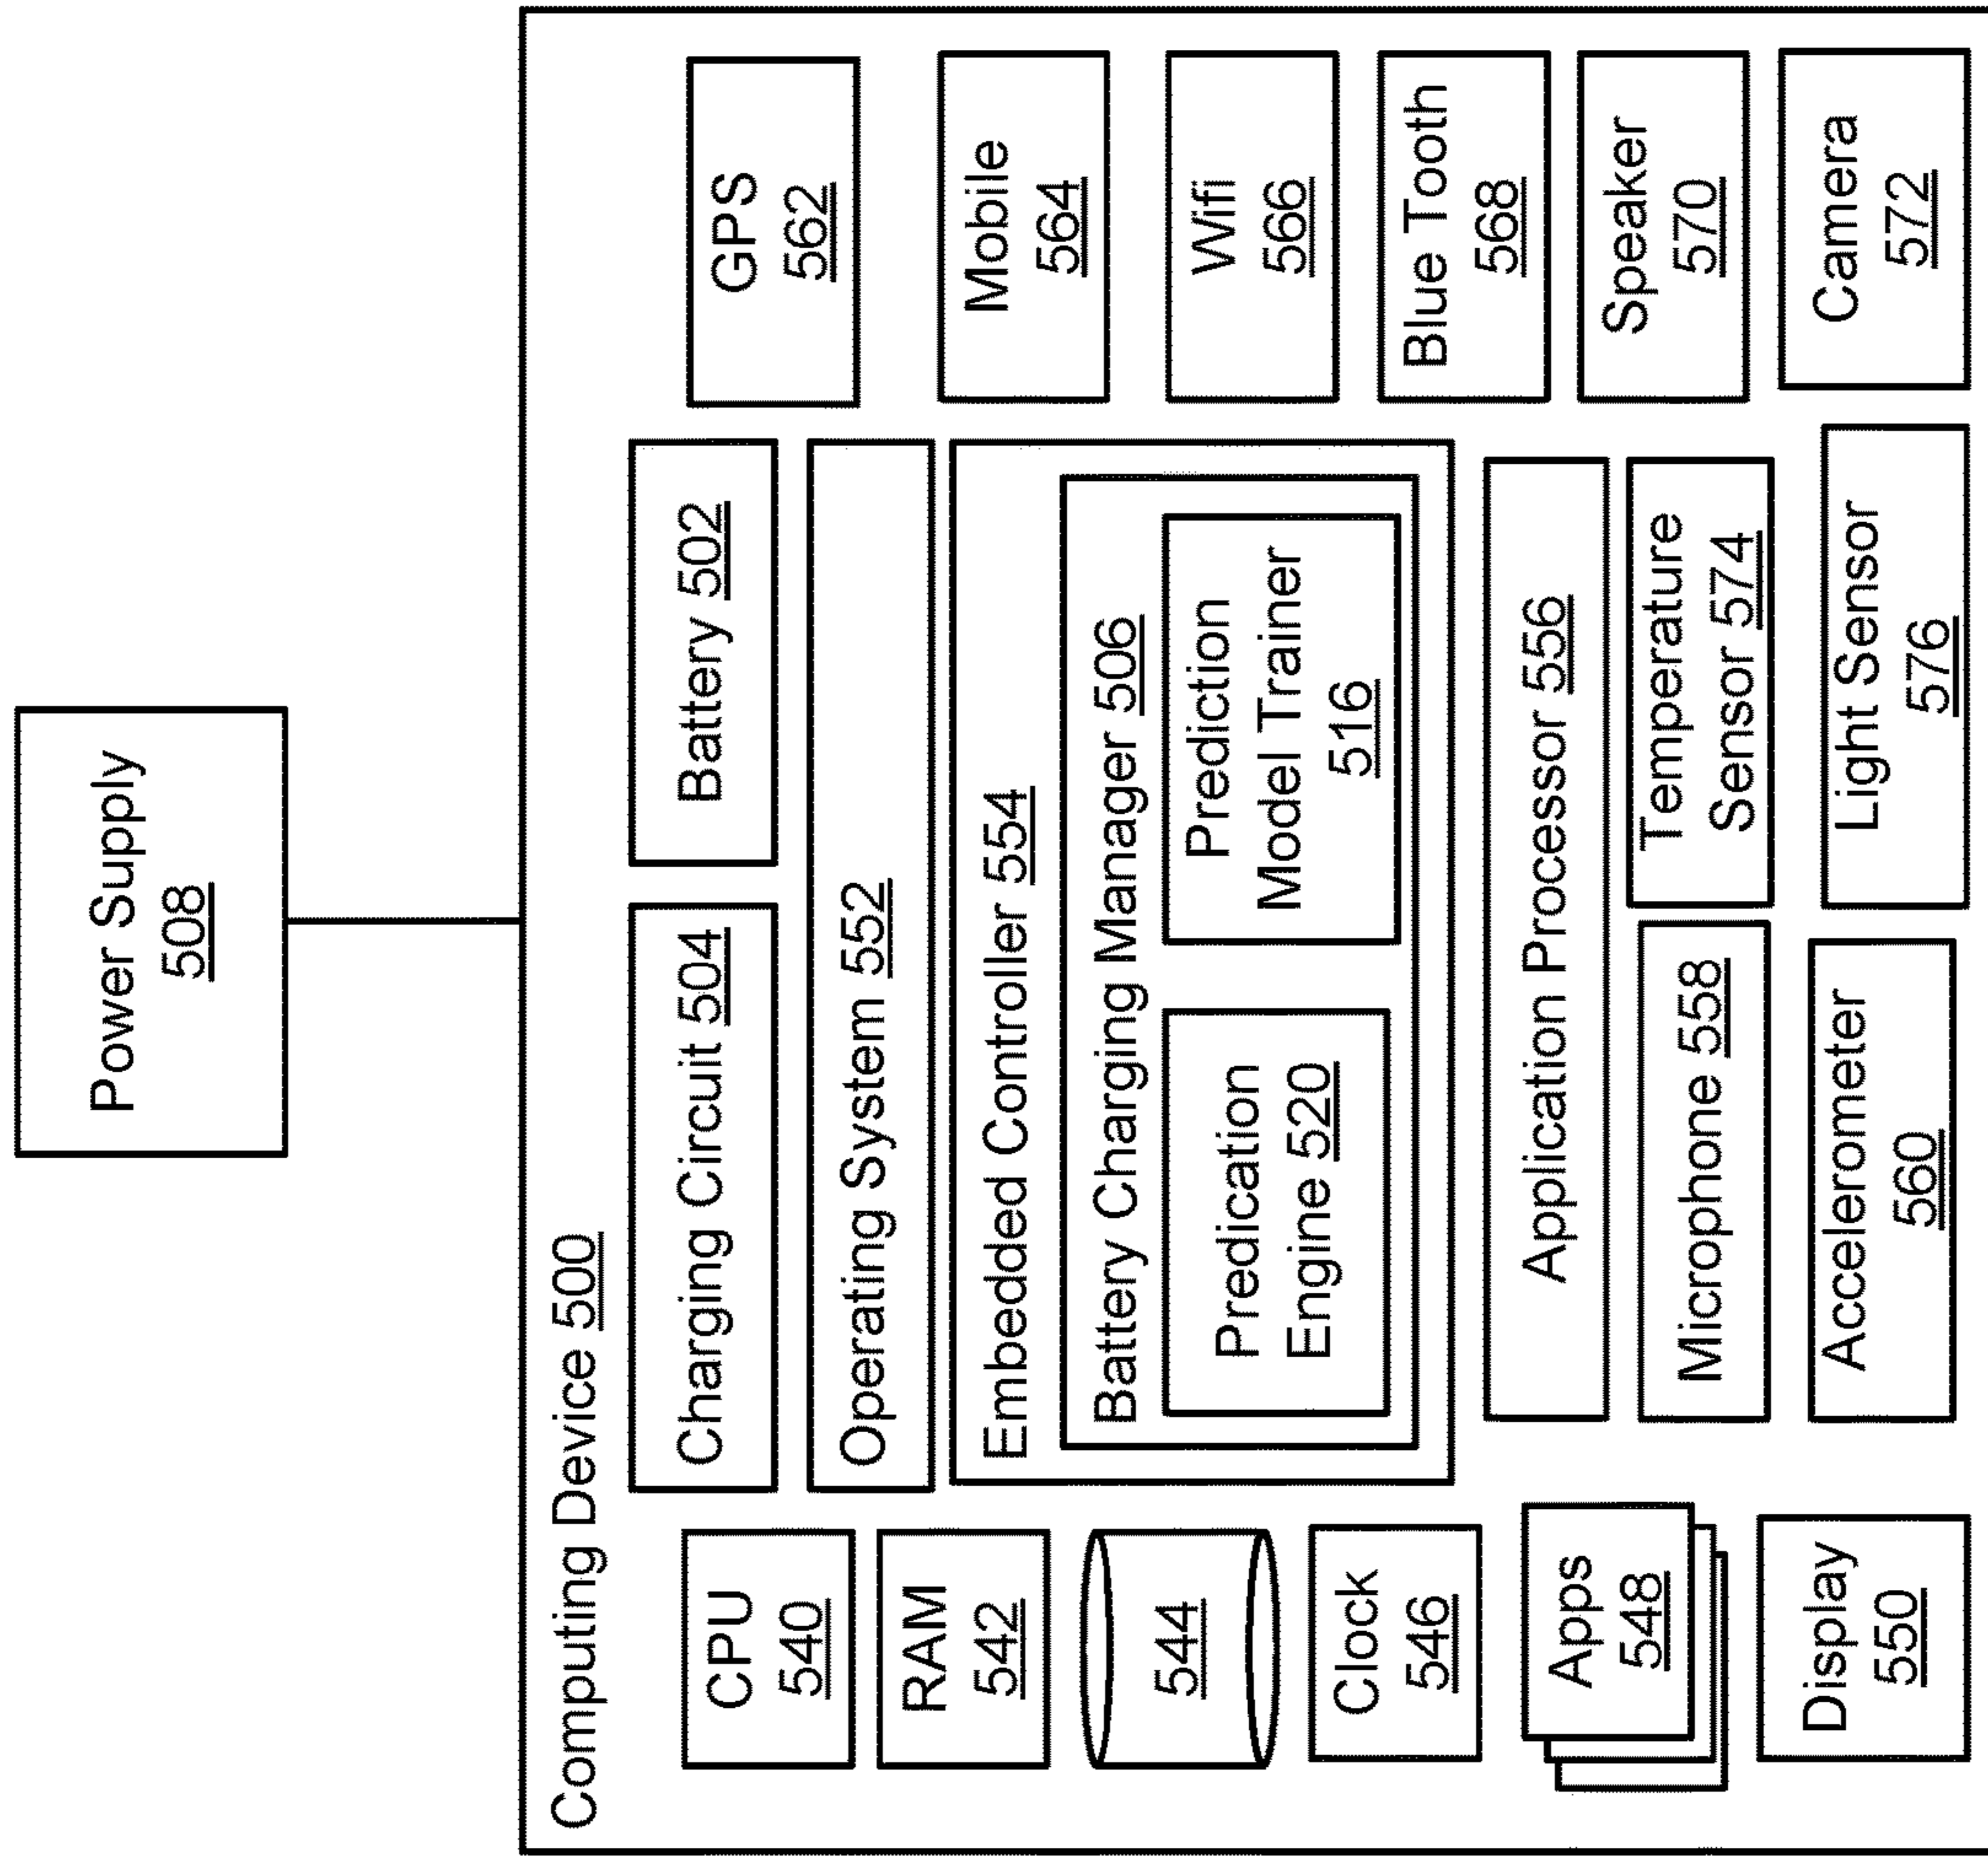 Power Supply
508
Computing Device 500
CPU
540
RAM
542
544
Clock
546
Apps
548
Display
550
Charging Circuit 504
Battery 502
Operating System 552
Embedded Controller 554
Battery Charging Manager 506
Predication
Engine 520
Prediction
Model Trainer
516
Application Processor 556
Microphone 558
Temperature
Sensor 574
Accelerometer
560
Light Sensor
576
GPS
562
Mobile
564
Wifi
566
Blue Tooth
568
Speaker
570
Camera
572